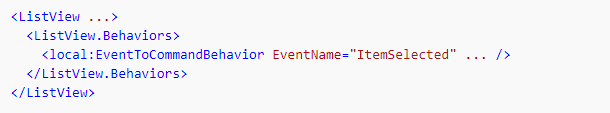 <ListView ...>
  <ListView.Behaviors>
    <local:EventToCommandBehavior EventName="ItemSelected" ... />
  </ListView.Behaviors>
</ListView>